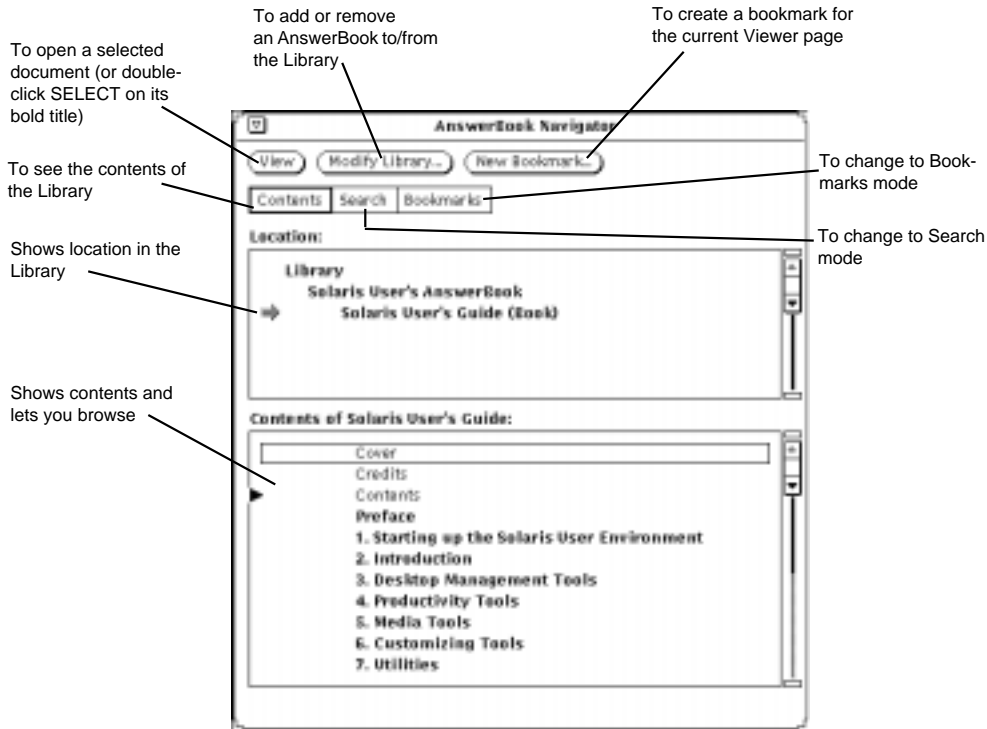 To add or remove
an AnswerBook to/from
the Library
To create a bookmark for
the current Viewer page
To open a selected
document (or double-
click SELECT on its
bold title)
To see the contents of
the Library
Shows location in the
Library
Shows contents and
lets you browse
AnswerBook Navigator
View
Modify Library...
New Bookmark...
Contents
Search
Bookmarks
To change to Book-
marks mode
To change to Search
mode
Location:
Library
Solaris User's AnswerBook
Solaris User's Guide (Book)
Contents of Solaris User's Guide:
Cover
Credits
Contents
Preface
1. Starting up the Solaris User Environment
2. Introduction
3. Desktop Management Tools
4. Productivity Tools
5. Media Tools
6. Customizing Tools
7. Utilities